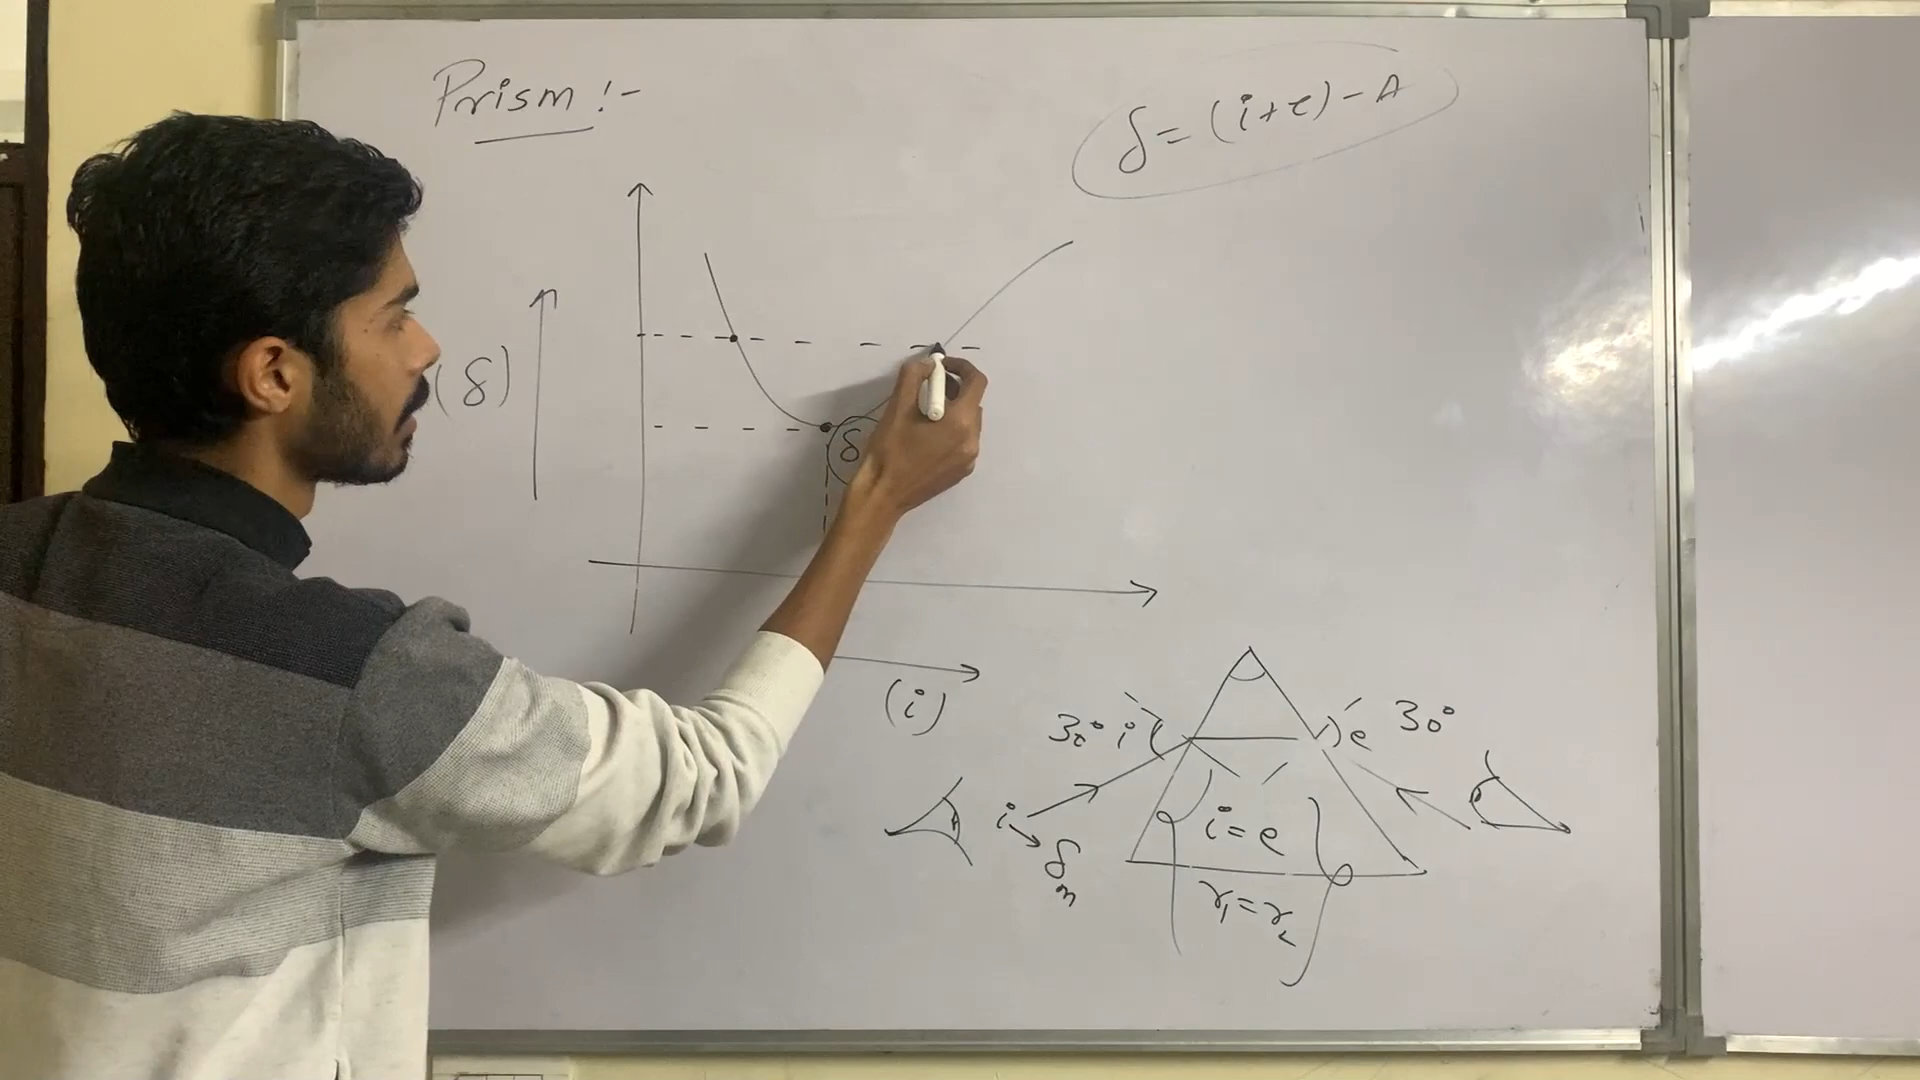 Prism :-
δ = (i+e) - A
(δ)
δ
(i)
30° i
e 30°
i
i = e
δm
r₁ = r₂